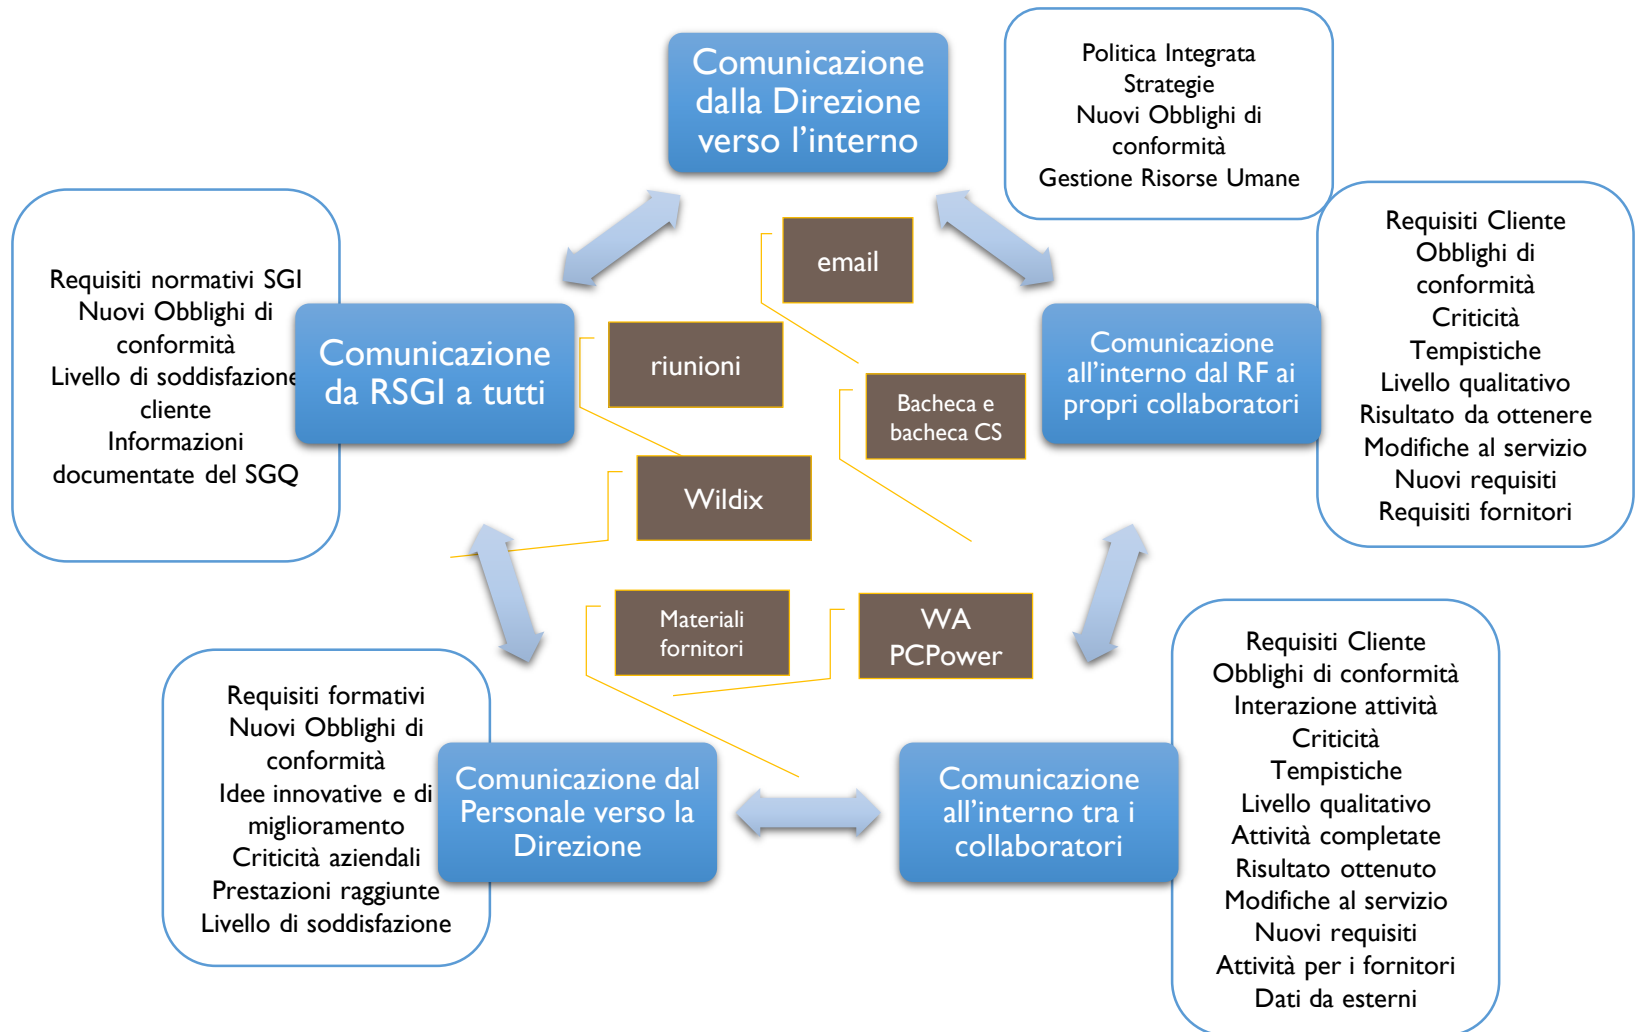 Comunicazione
dalla Direzione
verso l'interno
Politica Integrata
Strategie
Nuovi Obblighi di
conformità
Gestione Risorse Umane
Requisiti normativi SGI
Nuovi Obblighi di
conformità
Livello di soddisfazione
cliente
Informazioni
documentate del SGQ
Comunicazione
da RSGI a tutti
email
riunioni
Bacheca e
bacheca CS
Wildix
Materiali
fornitori
WA
PCPower
Comunicazione
all'interno dal RF ai
propri collaboratori
Requisiti Cliente
Obblighi di
conformità
Criticità
Tempistiche
Livello qualitativo
Risultato da ottenere
Modifiche al servizio
Nuovi requisiti
Requisiti fornitori
Requisiti formativi
Nuovi Obblighi di
conformità
Idee innovative e di
miglioramento
Criticità aziendali
Prestazioni raggiunte
Livello di soddisfazione
Comunicazione dal
Personale verso la
Direzione
Comunicazione
all'interno tra i
collaboratori
Requisiti Cliente
Obblighi di conformità
Interazione attività
Criticità
Tempistiche
Livello qualitativo
Attività completate
Risultato ottenuto
Modifiche al servizio
Nuovi requisiti
Attività per i fornitori
Dati da esterni